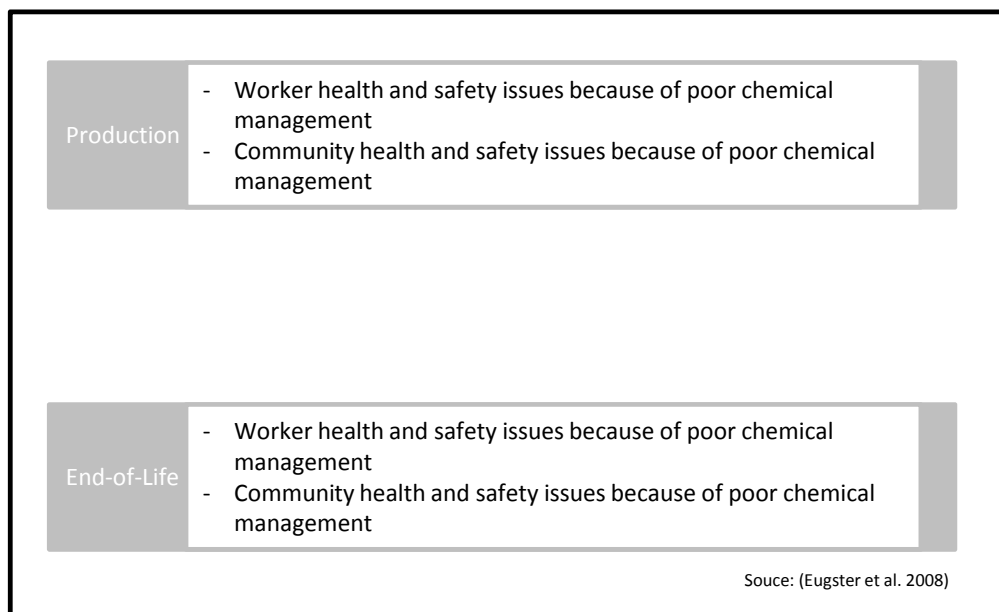 Production
- Worker health and safety issues because of poor chemical
management
- Community health and safety issues because of poor chemical
management
End-of-Life
- Worker health and safety issues because of poor chemical
management
- Community health and safety issues because of poor chemical
management
Souce: (Eugster et al. 2008)